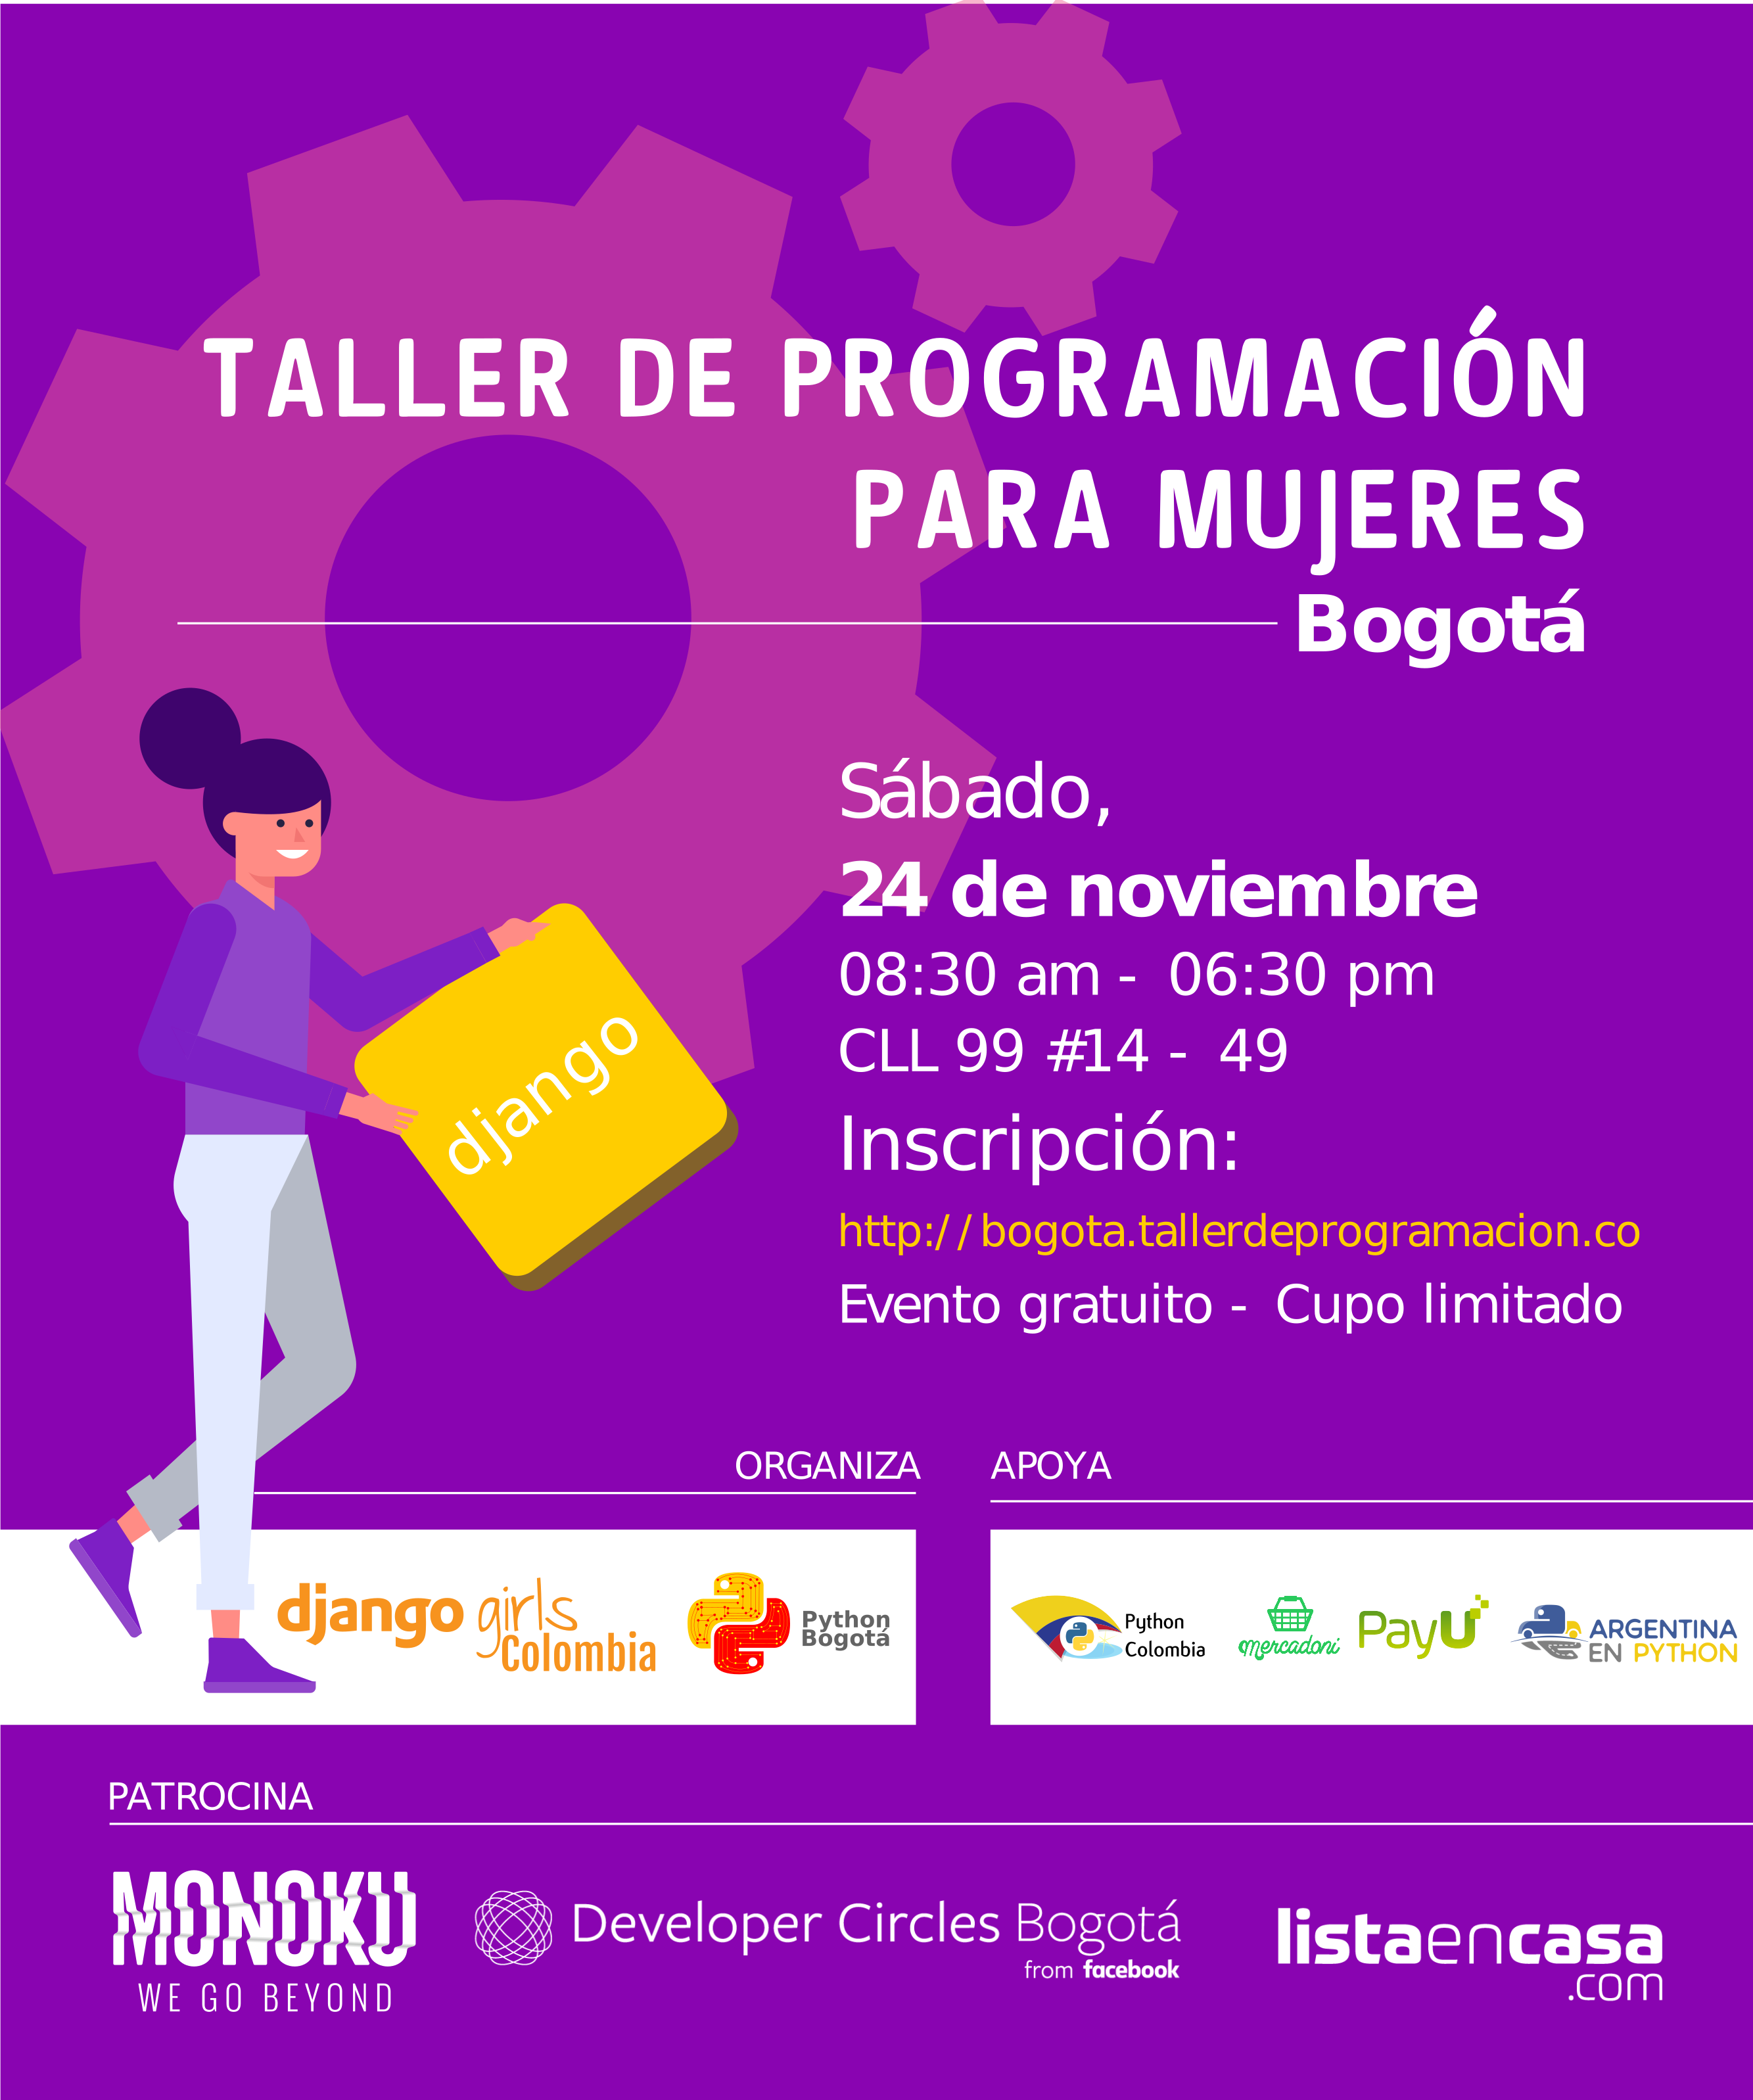 TALLER DE PROGRAMACIÓN
PARA MUJERES
Bogotá
Sábado,
24 de noviembre
08:30 am - 06:30 pm
CLL 99 #14 - 49
Inscripción:
http://bogota.tallerdeprogramacion.co
Evento gratuito - Cupo limitado
django
ORGANIZA
django girls
Colombia
Python
Bogotá
APOYA
Python
Colombia
mercadoni
PayU
ARGENTINA
EN PYTHON
PATROCINA
MONOKU
WE GO BEYOND
Developer Circles Bogotá
from facebook
listaencasa
.com